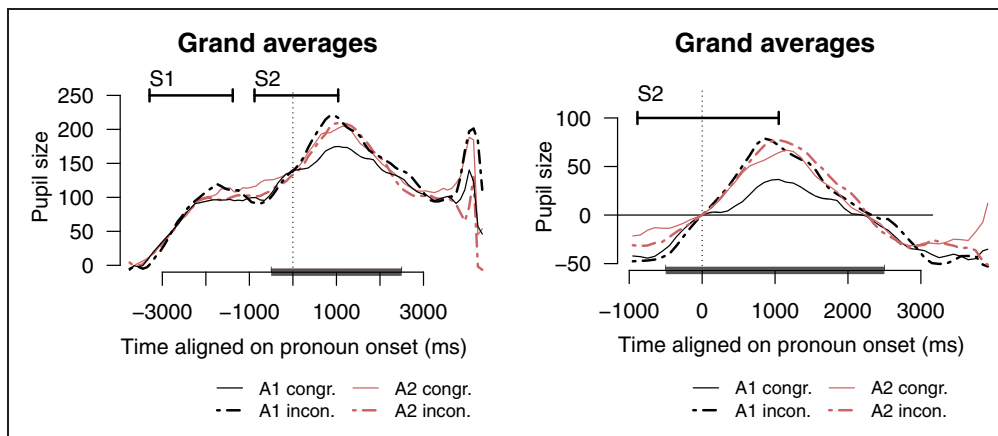 Grand averages
S1 S2
250
200
150
100
50
0
Pupil size
−3000 −1000 1000 3000
Time aligned on pronoun onset (ms)
A1 congr. A2 congr.
A1 incon. A2 incon.
Grand averages
S2
100
50
0
−50
Pupil size
−1000 0 1000 2000 3000
Time aligned on pronoun onset (ms)
A1 congr. A2 congr.
A1 incon. A2 incon.